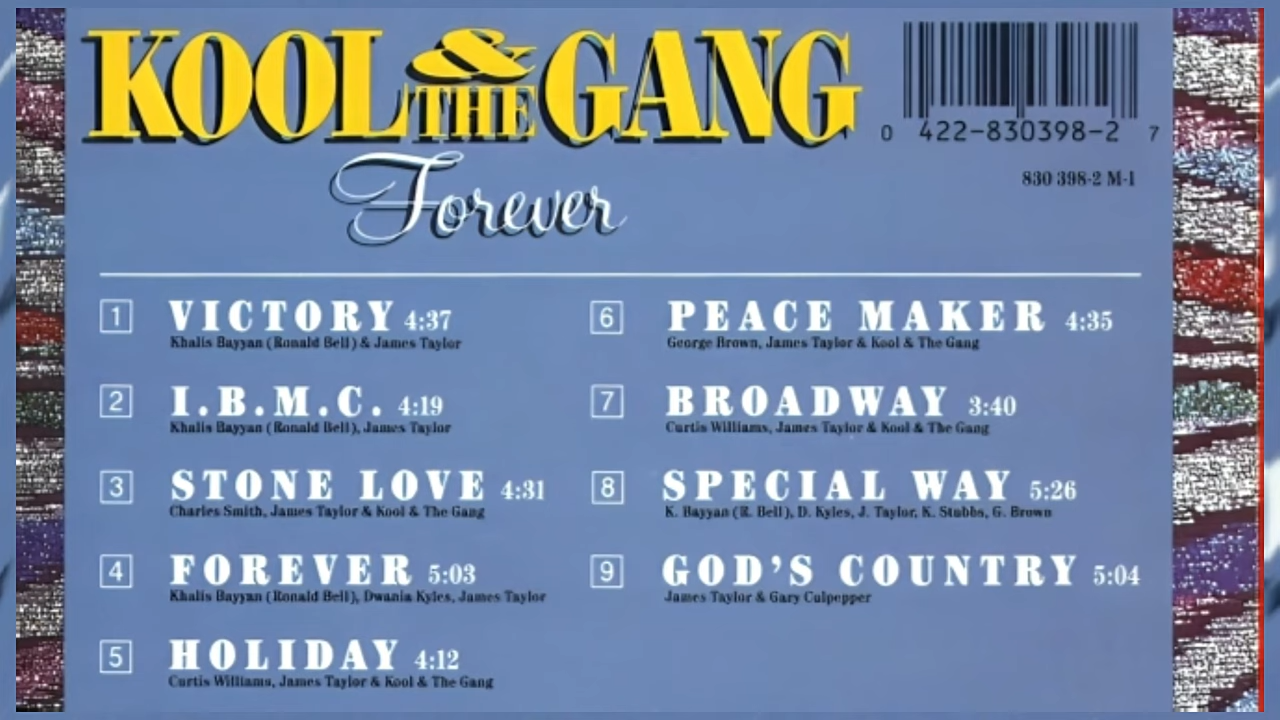 KOOL & THE GANG
Forever
0 422-830398-2 7
830 398-2 M-1
1 VICTORY 4:37
Khalis Bayyan (Ronald Bell) & James Taylor
2 I.B.M.C. 4:19
Khalis Bayyan (Ronald Bell), James Taylor
3 STONE LOVE 4:31
Charles Smith, James Taylor & Kool & The Gang
4 FOREVER 5:03
Khalis Bayyan (Ronald Bell), Dwania Kyles, James Taylor
5 HOLIDAY 4:12
Curtis Williams, James Taylor & Kool & The Gang
6 PEACE MAKER 4:35
George Brown, James Taylor & Kool & The Gang
7 BROADWAY 3:40
Curtis Williams, James Taylor & Kool & The Gang
8 SPECIAL WAY 5:26
K. Bayyan (R. Bell), D. Kyles, J. Taylor, K. Stubbs, G. Brown
9 GOD'S COUNTRY 5:04
James Taylor & Gary Culpepper